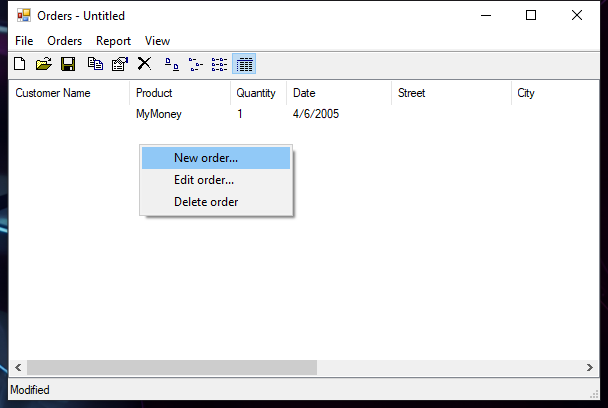 Orders - Untitled
File Orders Report View
Customer Name Product Quantity Date Street City
MyMoney 1 4/6/2005
New order...
Edit order...
Delete order
Modified